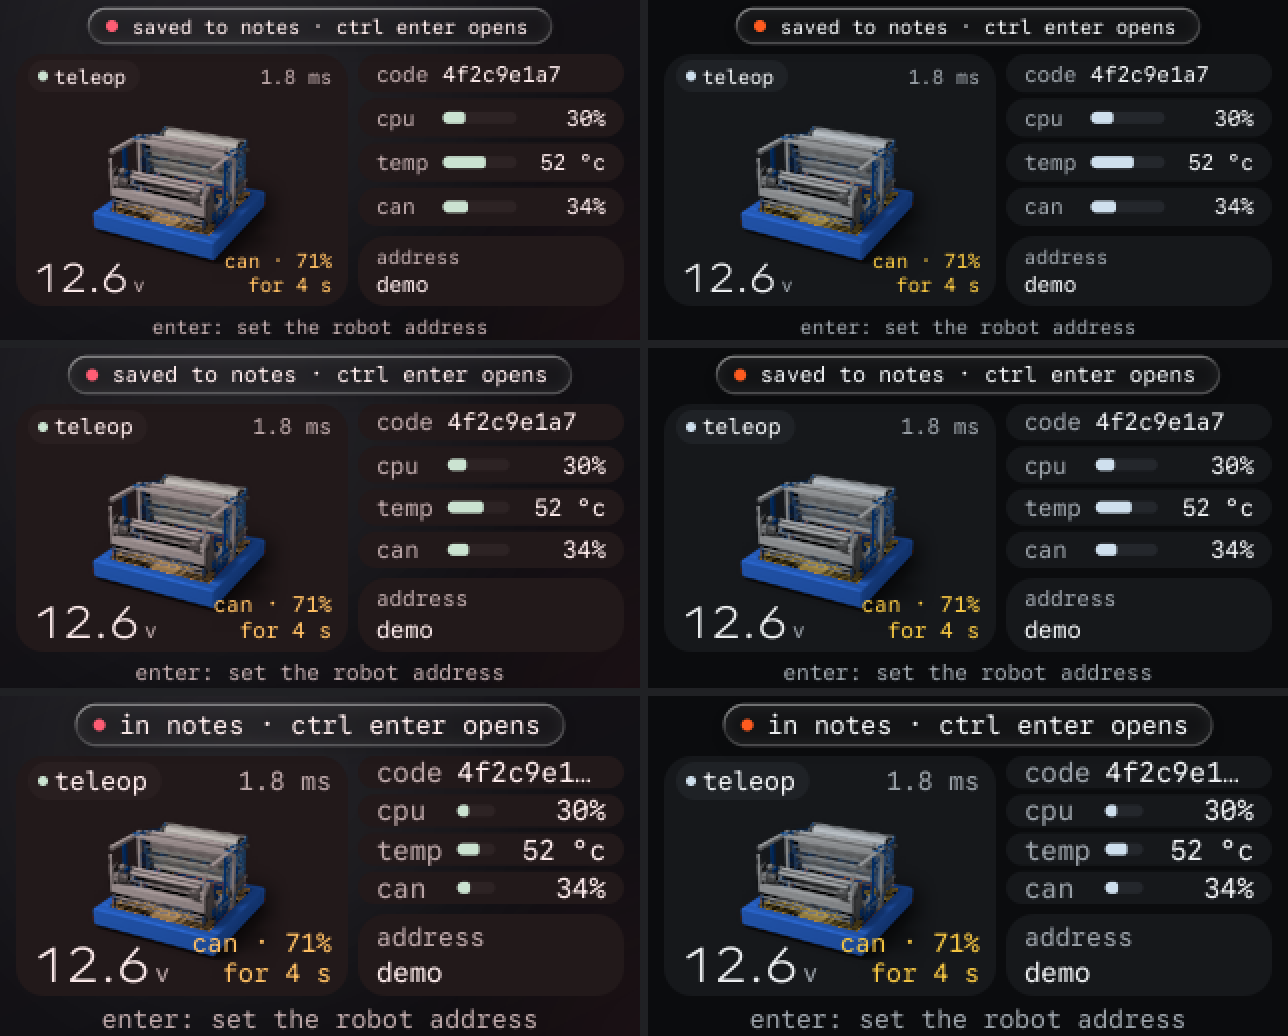 saved to notes · ctrl enter opens
teleop 1.8 ms
code 4f2c9e1a7
cpu 30%
temp 52 °c
can 34%
can · 71%
for 4 s
12.6 v
address
demo
enter: set the robot address
saved to notes · ctrl enter opens
teleop 1.8 ms
code 4f2c9e1a7
cpu 30%
temp 52 °c
can 34%
can · 71%
for 4 s
12.6 v
address
demo
enter: set the robot address
saved to notes · ctrl enter opens
teleop 1.8 ms
code 4f2c9e1a7
cpu 30%
temp 52 °c
can 34%
can · 71%
for 4 s
12.6 v
address
demo
enter: set the robot address
saved to notes · ctrl enter opens
teleop 1.8 ms
code 4f2c9e1a7
cpu 30%
temp 52 °c
can 34%
can · 71%
for 4 s
12.6 v
address
demo
enter: set the robot address
in notes · ctrl enter opens
teleop 1.8 ms
code 4f2c9e1…
cpu 30%
temp 52 °c
can 34%
can · 71%
for 4 s
12.6 v
address
demo
enter: set the robot address
in notes · ctrl enter opens
teleop 1.8 ms
code 4f2c9e1…
cpu 30%
temp 52 °c
can 34%
can · 71%
for 4 s
12.6 v
address
demo
enter: set the robot address